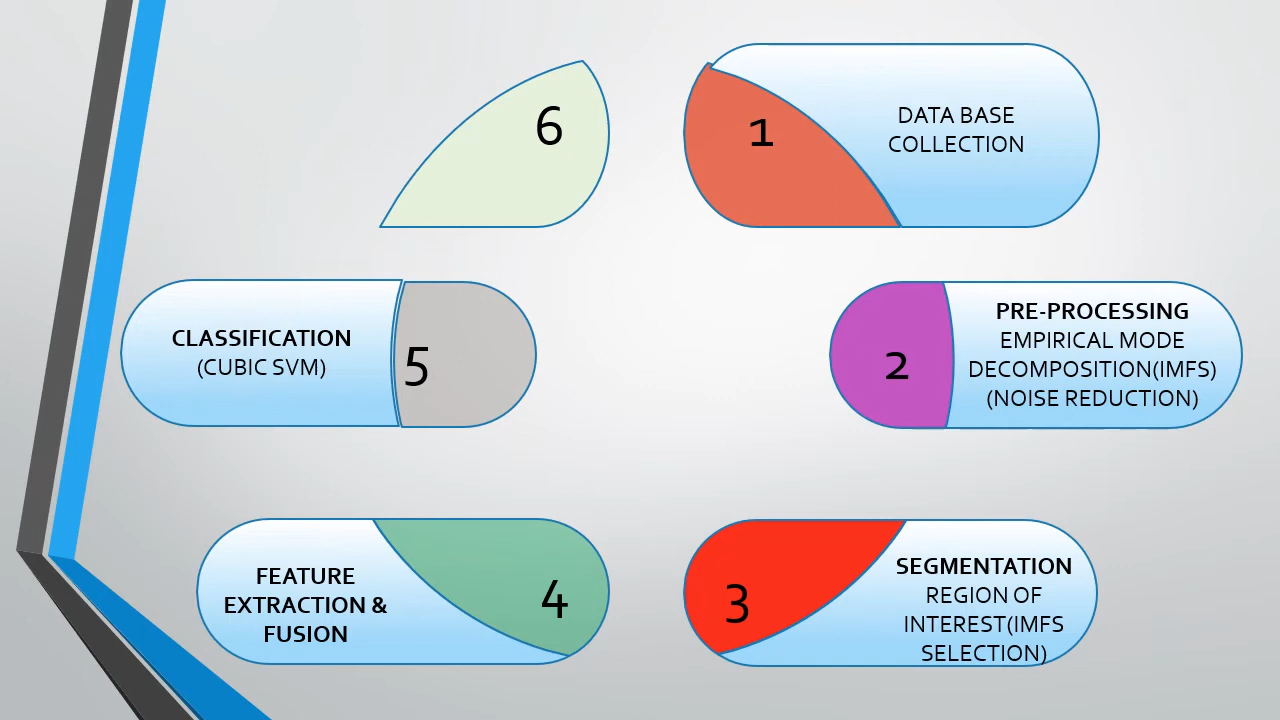 1
DATA BASE
COLLECTION
2
PRE-PROCESSING
EMPIRICAL MODE
DECOMPOSITION(IMFS)
(NOISE REDUCTION)
3
SEGMENTATION
REGION OF
INTEREST(IMFS
SELECTION)
4
FEATURE
EXTRACTION &
FUSION
5
CLASSIFICATION
(CUBIC SVM)
6